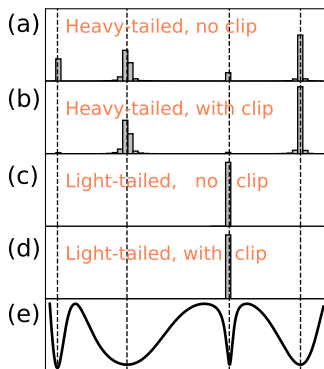 (a) Heavy-tailed, no clip
(b) Heavy-tailed, with clip
(c) Light-tailed, no clip
(d) Light-tailed, with clip
(e)